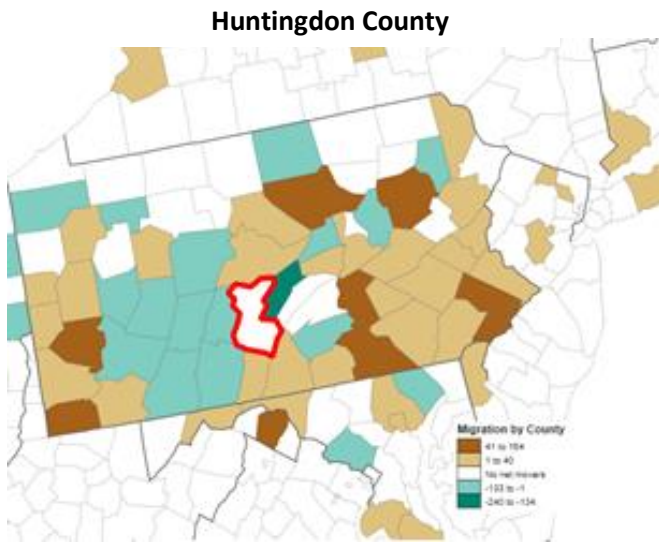 Huntingdon County
Migration by County
41 to 164
1 to 40
No net movers
-133 to -1
-240 to -134